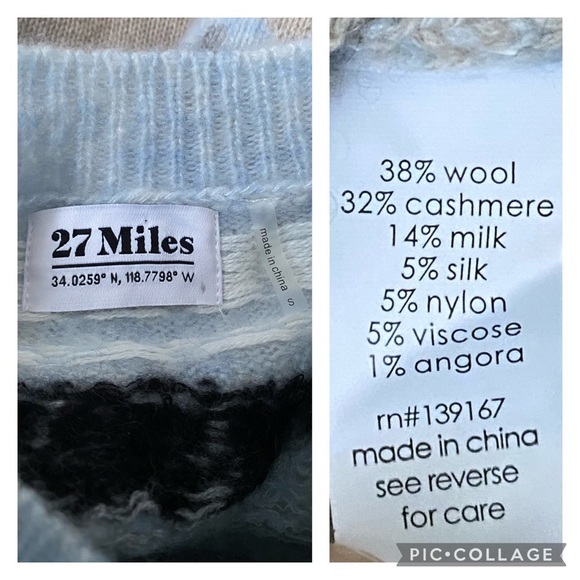 27 Miles
34.0259° N, 118.7798° W
made in china S
38% wool
32% cashmere
14% milk
5% silk
5% nylon
5% viscose
1% angora
rn#139167
made in china
see reverse
for care
PIC•COLLAGE